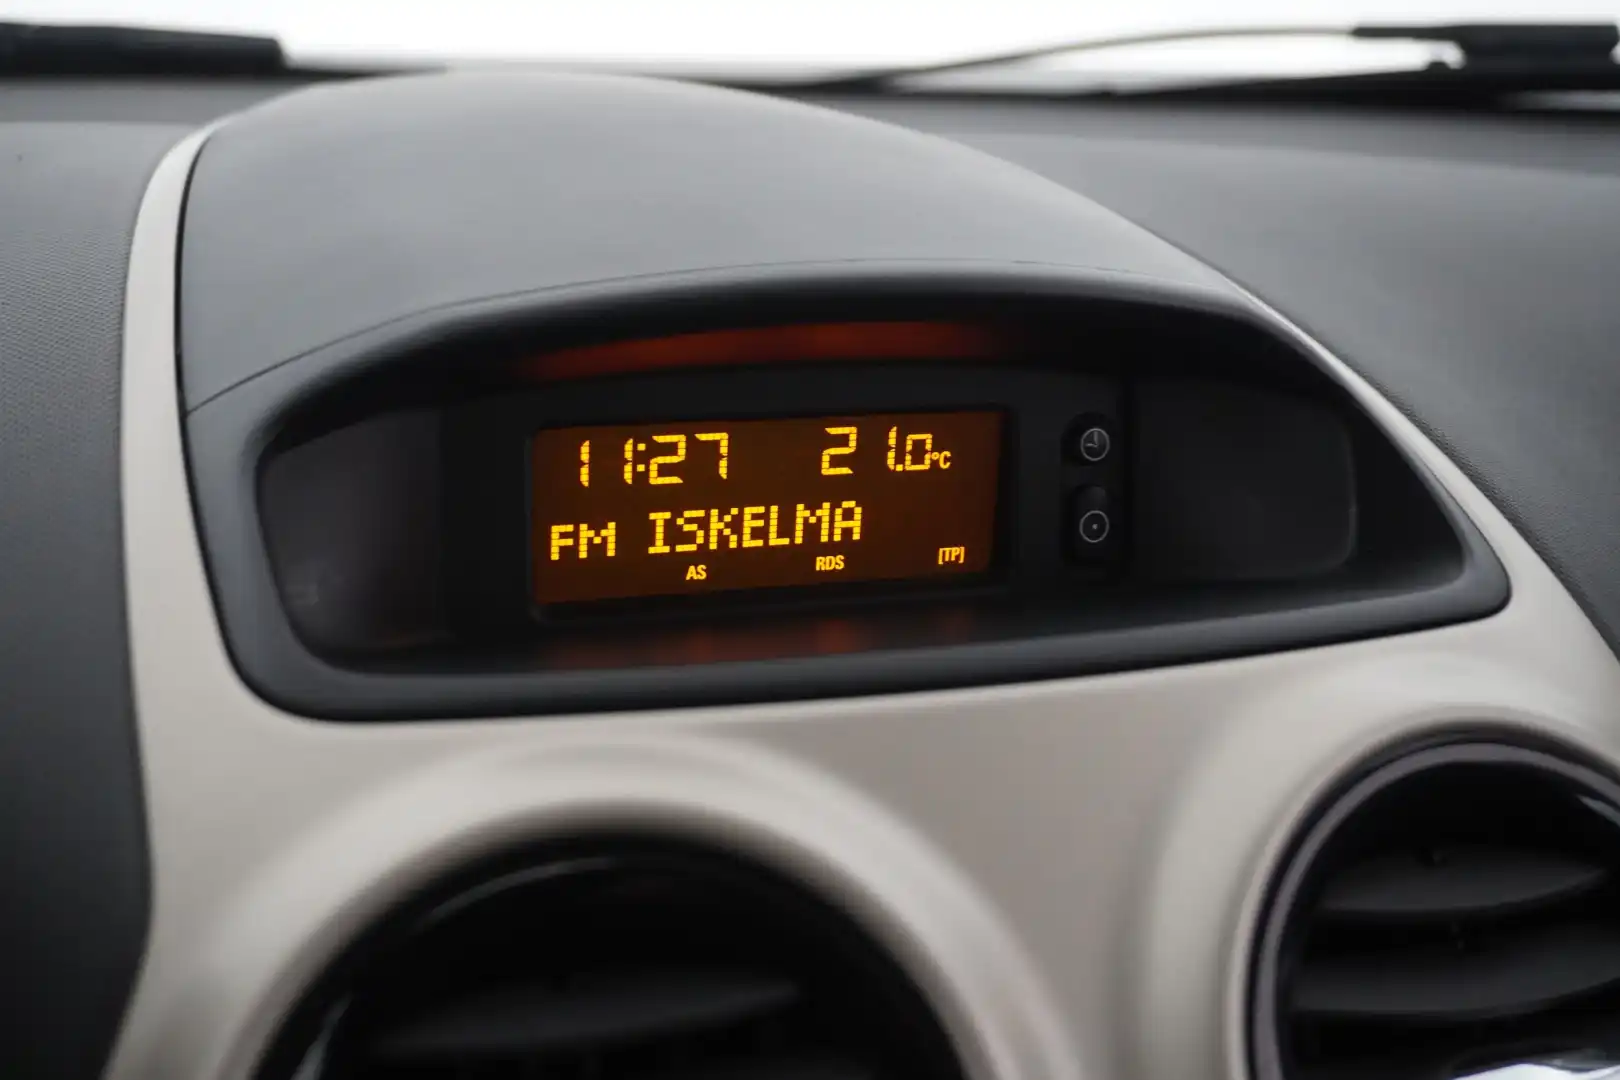 11:27 21.0°C
FM ISKELMA
AS RDS [TP]